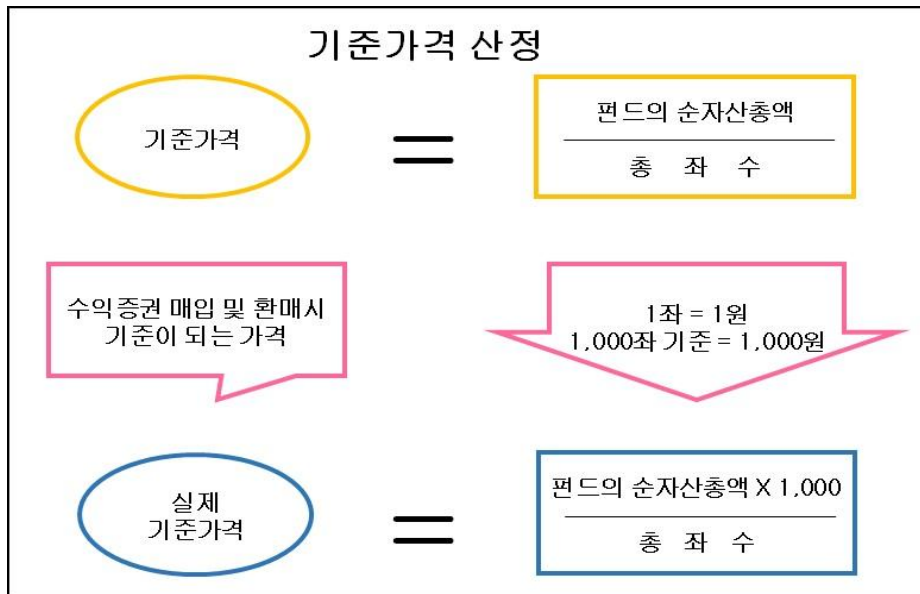 기준가격 산정
기준가격
=
펀드의 순자산총액
총 좌 수
수익증권 매입 및 환매시
기준이 되는 가격
1좌 = 1원
1,000좌 기준 = 1,000원
실제
기준가격
=
펀드의 순자산총액 X 1,000
총 좌 수